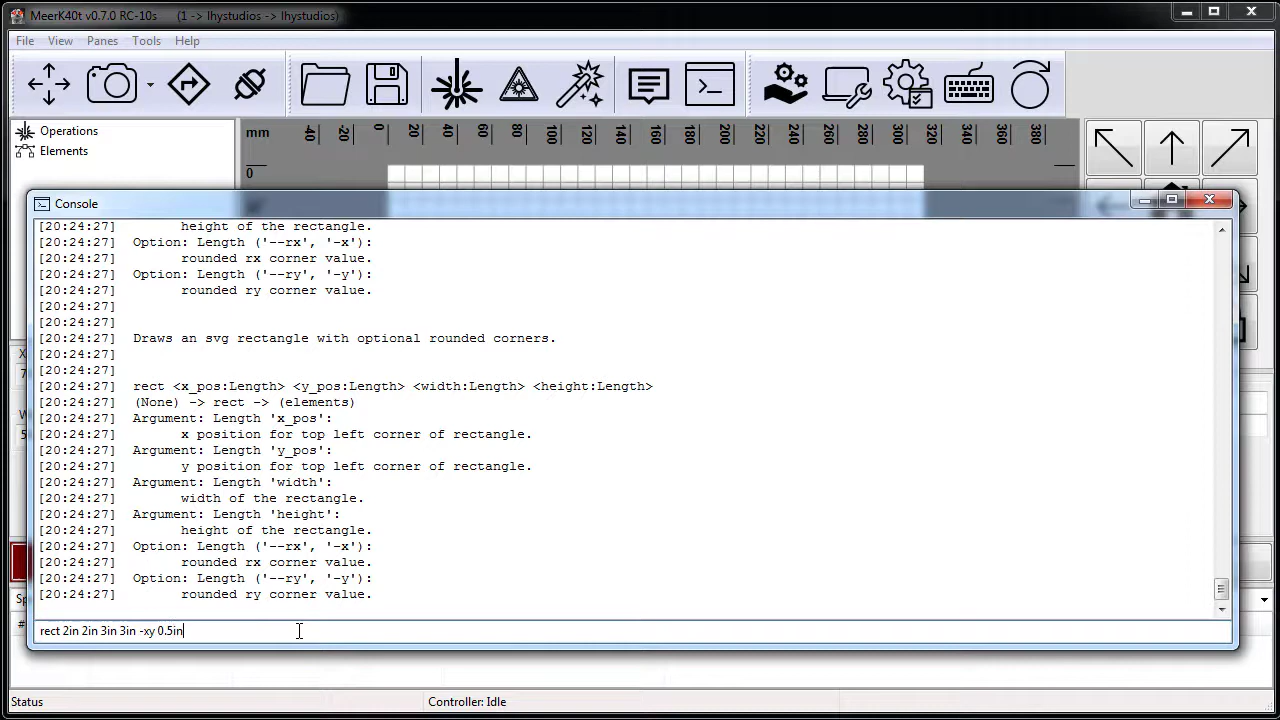 MeerK40t v0.7.0 RC-10s (1 -> lhystudios -> lhystudios)
File View Panes Tools Help
Operations
Elements
mm 40 20 0 20 40 60 80 100 120 140 160 180 200 220 240 260 280 300 320 340 360 380
0
Console
[20:24:27] height of the rectangle.
[20:24:27] Option: Length ('--rx', '-x'):
[20:24:27] rounded rx corner value.
[20:24:27] Option: Length ('--ry', '-y'):
[20:24:27] rounded ry corner value.
[20:24:27]
[20:24:27]
[20:24:27] Draws an svg rectangle with optional rounded corners.
[20:24:27]
[20:24:27]
[20:24:27] rect <x_pos:Length> <y_pos:Length> <width:Length> <height:Length>
[20:24:27] (None) -> rect -> (elements)
[20:24:27] Argument: Length 'x_pos':
[20:24:27] x position for top left corner of rectangle.
[20:24:27] Argument: Length 'y_pos':
[20:24:27] y position for top left corner of rectangle.
[20:24:27] Argument: Length 'width':
[20:24:27] width of the rectangle.
[20:24:27] Argument: Length 'height':
[20:24:27] height of the rectangle.
[20:24:27] Option: Length ('--rx', '-x'):
[20:24:27] rounded rx corner value.
[20:24:27] Option: Length ('--ry', '-y'):
[20:24:27] rounded ry corner value.
rect 2in 2in 3in 3in -xy 0.5in
Status Controller: Idle